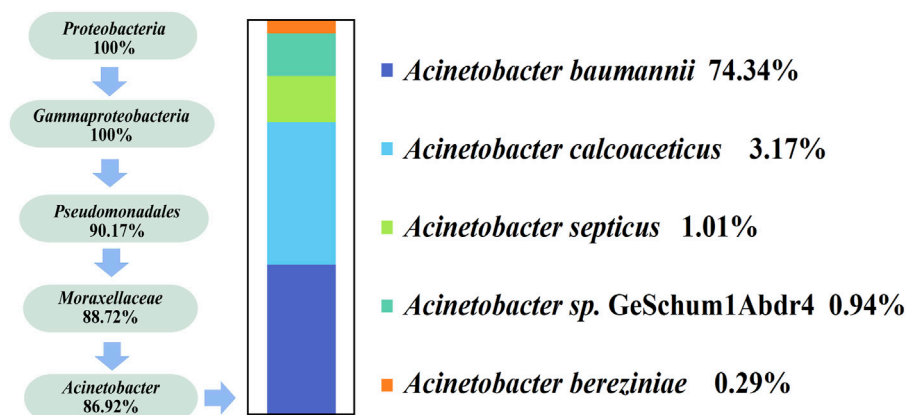 Proteobacteria
100%
Gammaproteobacteria
100%
Pseudomonadales
90.17%
Moraxellaceae
88.72%
Acinetobacter
86.92%
Acinetobacter baumannii 74.34%
Acinetobacter calcoaceticus 3.17%
Acinetobacter septicus 1.01%
Acinetobacter sp. GeSchum1Abdr4 0.94%
Acinetobacter bereziniae 0.29%